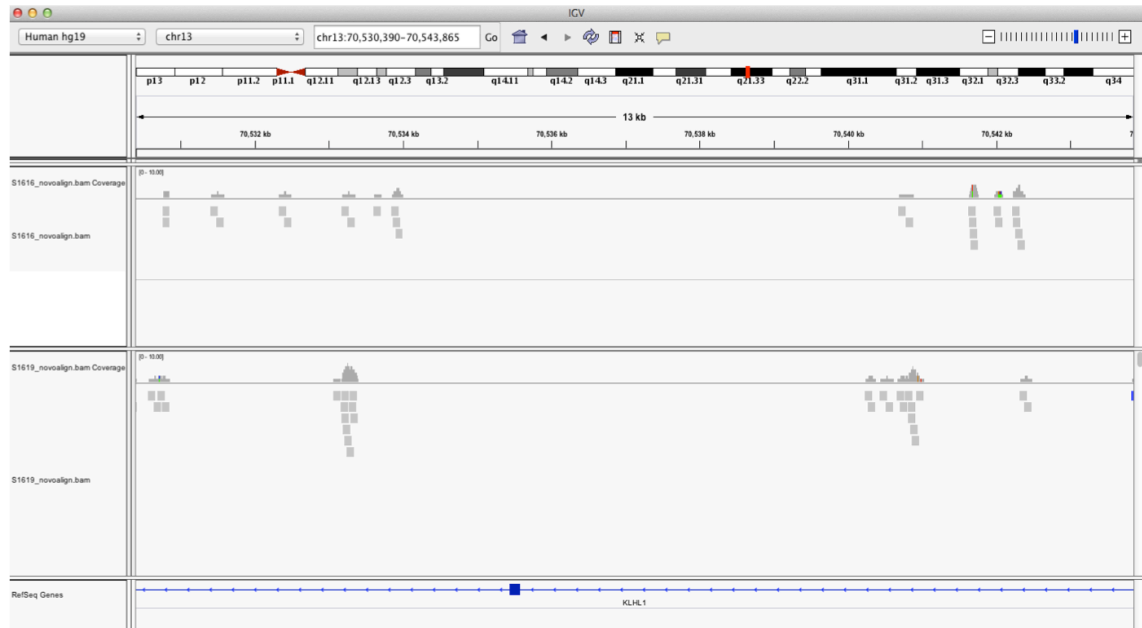 IGV
Human hg19 chr13 chr13:70,530,390-70,543,865 Go
p13 p12 p11.2 p11.1 q12.11 q12.13 q12.3 q13.2 q14.11 q14.2 q14.3 q21.1 q21.31 q21.33 q22.2 q31.1 q31.2 q31.3 q32.1 q32.3 q33.2 q34
13 kb
70,532 kb 70,534 kb 70,536 kb 70,538 kb 70,540 kb 70,542 kb 7
[0 - 10.00]
S1616_novoalign.bam Coverage
S1616_novoalign.bam
[0 - 10.00]
S1619_novoalign.bam Coverage
S1619_novoalign.bam
RefSeq Genes
KLHL1